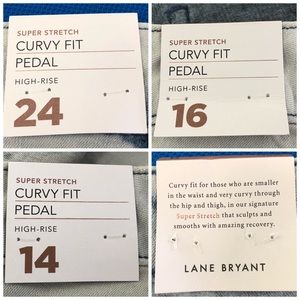 SUPER STRETCH
CURVY FIT
PEDAL
HIGH-RISE
24
SUPER STRETCH
CURVY FIT
PEDAL
HIGH-RISE
16
SUPER STRETCH
CURVY FIT
PEDAL
HIGH-RISE
14
Curvy fit for those who are smaller
in the waist and very curvy through
the hip and thigh, in our signature
Super Stretch that sculpts and
smooths with amazing recovery.
LANE BRYANT